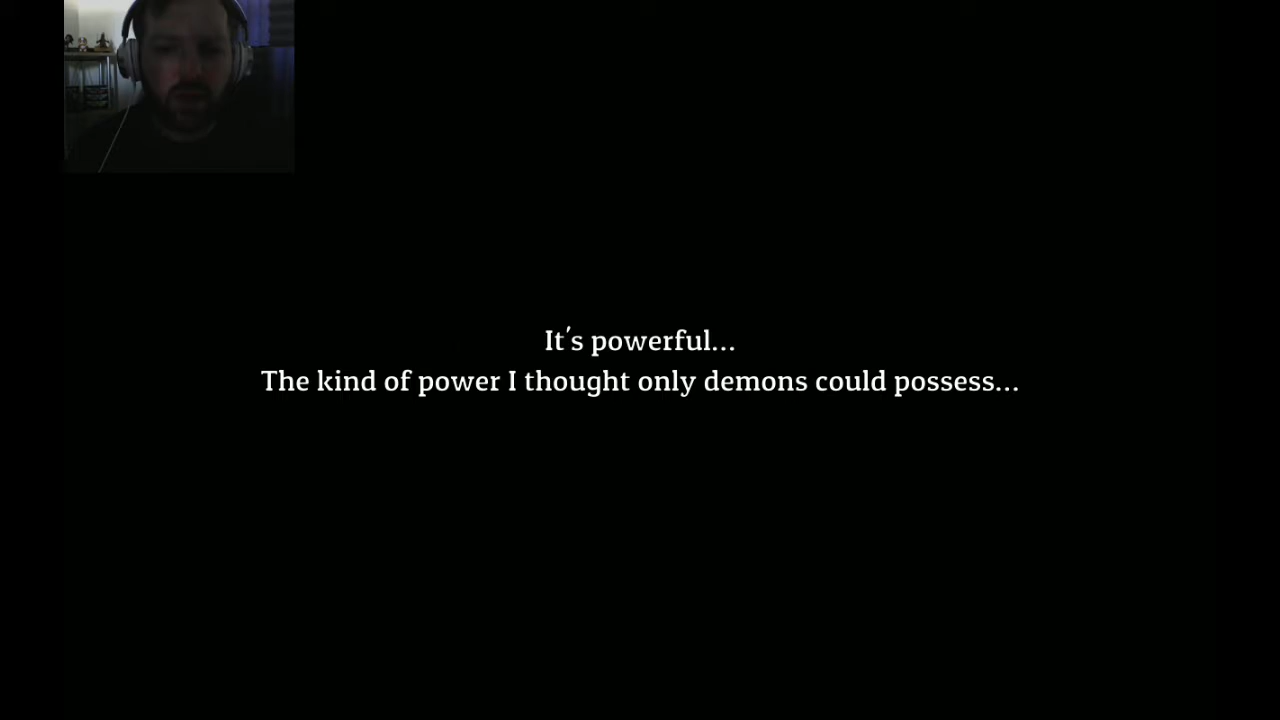 It's powerful...
The kind of power I thought only demons could possess...